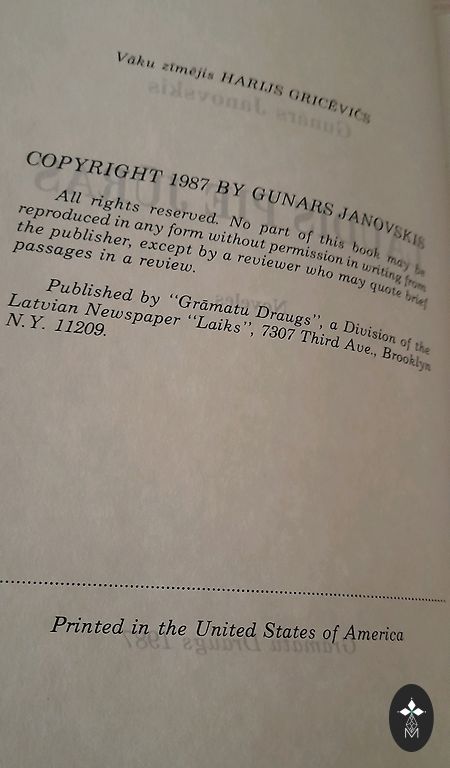 Vāku zīmējis HARIJS GRICĒVIČS
COPYRIGHT 1987 BY GUNARS JANOVSKIS
All rights reserved. No part of this book may be
reproduced in any form without permission in writing from
the publisher, except by a reviewer who may quote brief
passages in a review.
Published by “Grāmatu Draugs”, a Division of the
Latvian Newspaper “Laiks”, 7307 Third Ave., Brooklyn
N.Y. 11209.
Printed in the United States of America